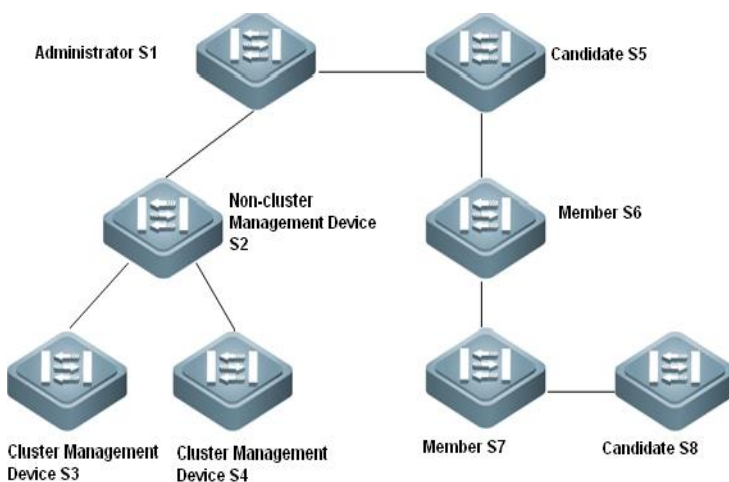 Administrator S1
Candidate S5
Non-cluster
Management Device
S2
Member S6
Cluster Management
Device S3
Cluster Management
Device S4
Member S7
Candidate S8